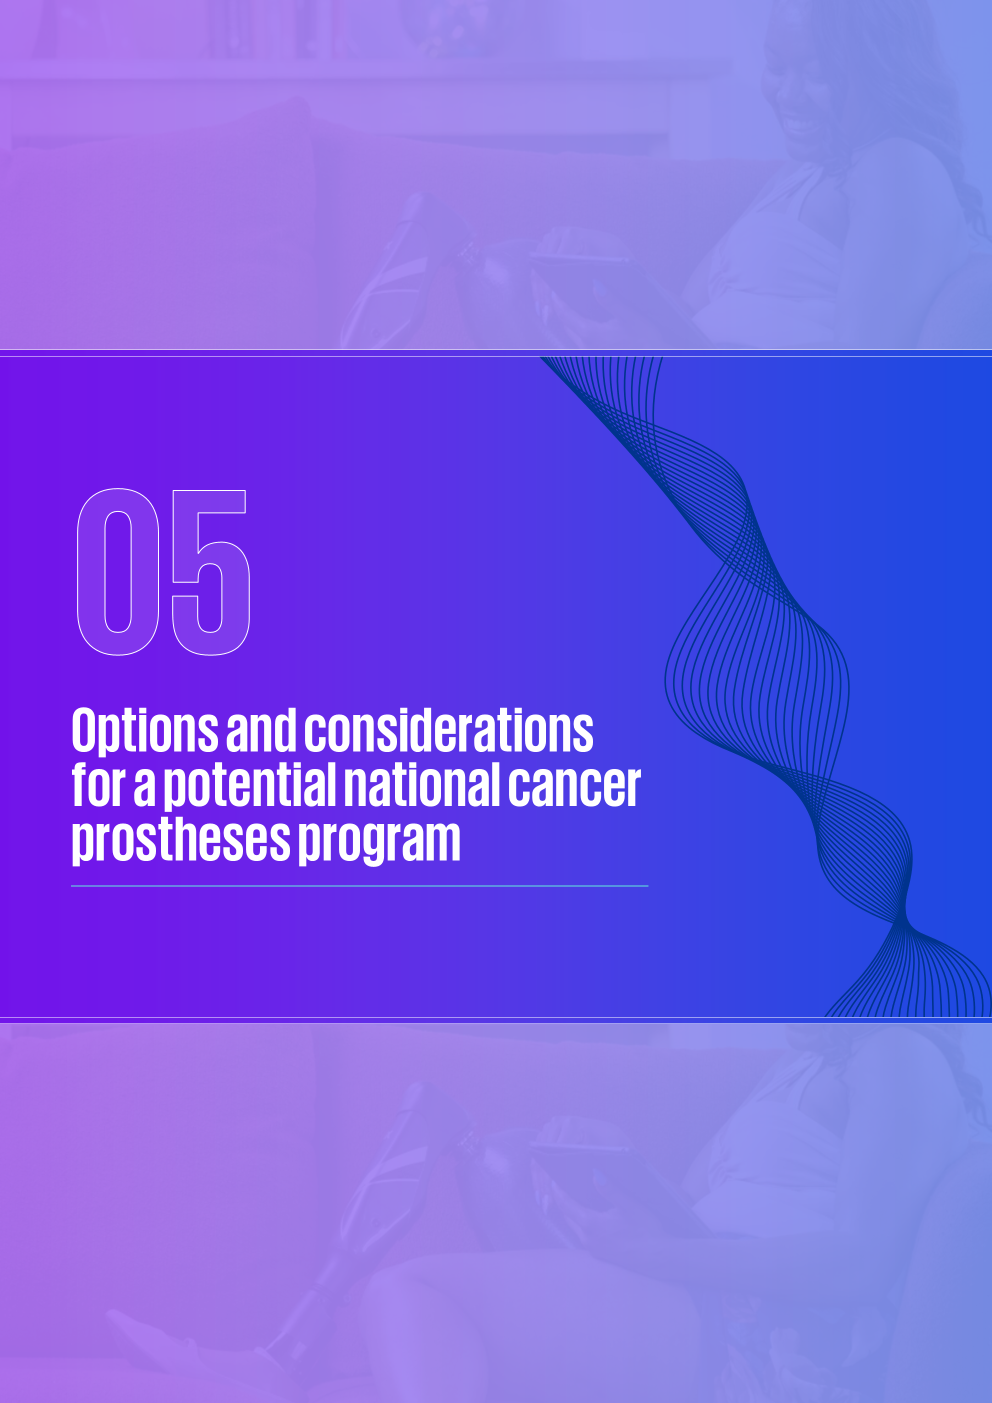 05
Options and considerations
for a potential national cancer
prostheses program